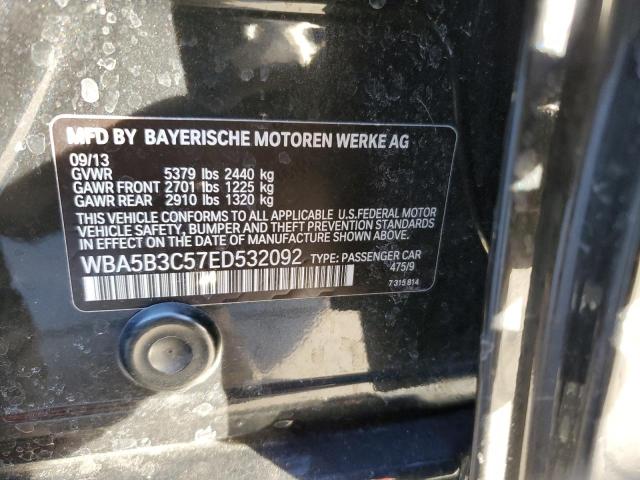 MFD BY BAYERISCHE MOTOREN WERKE AG
09/13
GVWR 5379 lbs 2440 kg
GAWR FRONT 2701 lbs 1225 kg
GAWR REAR 2910 lbs 1320 kg
THIS VEHICLE CONFORMS TO ALL APPLICABLE U.S.FEDERAL MOTOR
VEHICLE SAFETY, BUMPER AND THEFT PREVENTION STANDARDS
IN EFFECT ON THE DATE OF MANUFACTURE SHOWN ABOVE.
WBA5B3C57ED532092 TYPE: PASSENGER CAR
475/9
7 315 814